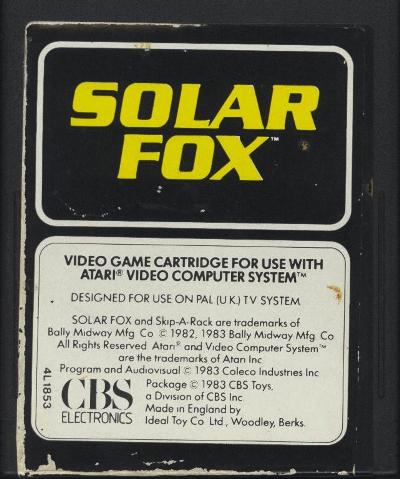 SOLAR
FOX™
VIDEO GAME CARTRIDGE FOR USE WITH
ATARI® VIDEO COMPUTER SYSTEM™
DESIGNED FOR USE ON PAL (U.K.) TV SYSTEM
SOLAR FOX and Skip-A-Rack are trademarks of
Bally Midway Mfg. Co. © 1982, 1983 Bally Midway Mfg. Co.
All Rights Reserved. Atari® and Video Computer System™
are the trademarks of Atari Inc.
Program and Audiovisual © 1983 Coleco Industries Inc.
Package © 1983 CBS Toys,
a Division of CBS Inc.
Made in England by
Ideal Toy Co. Ltd., Woodley, Berks.
CBS
ELECTRONICS
4L1853